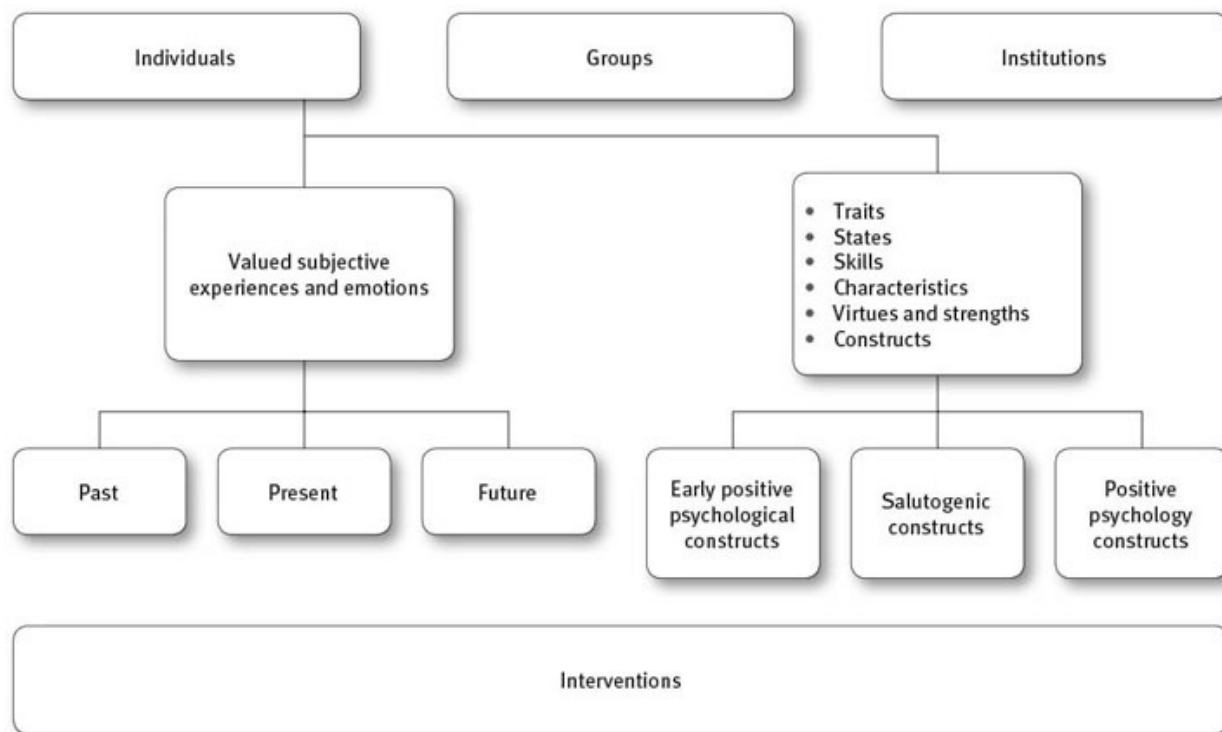 Individuals
Groups
Institutions
Valued subjective
experiences and emotions
• Traits
• States
• Skills
• Characteristics
• Virtues and strengths
• Constructs
Past
Present
Future
Early positive
psychological
constructs
Salutogenic
constructs
Positive
psychology
constructs
Interventions